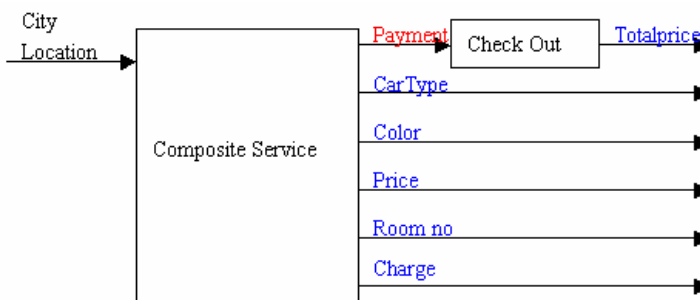 City
Location
Payment
Check Out
Totalprice
CarType
Color
Composite Service
Price
Room no
Charge